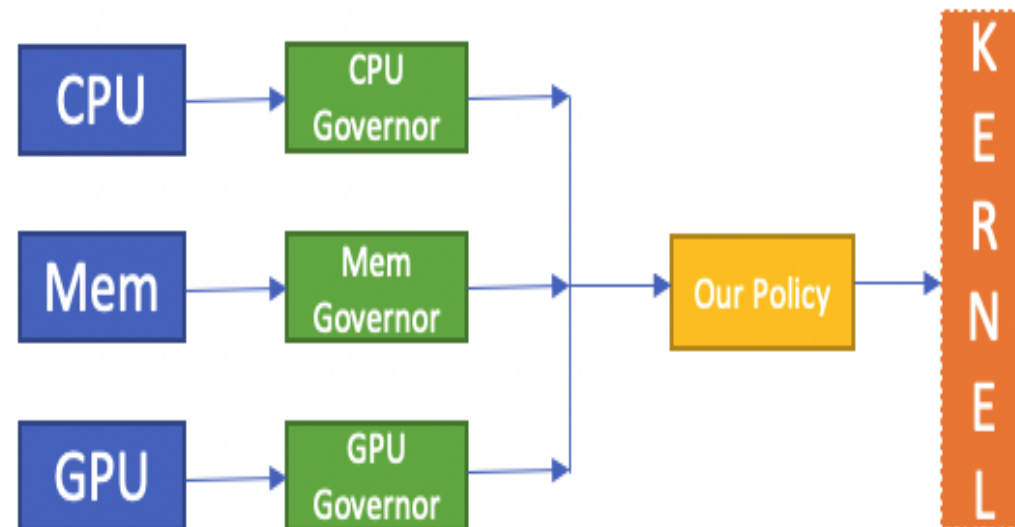 CPU
CPU
Governor
Mem
Mem
Governor
Our Policy
GPU
GPU
Governor
K
E
R
N
E
L